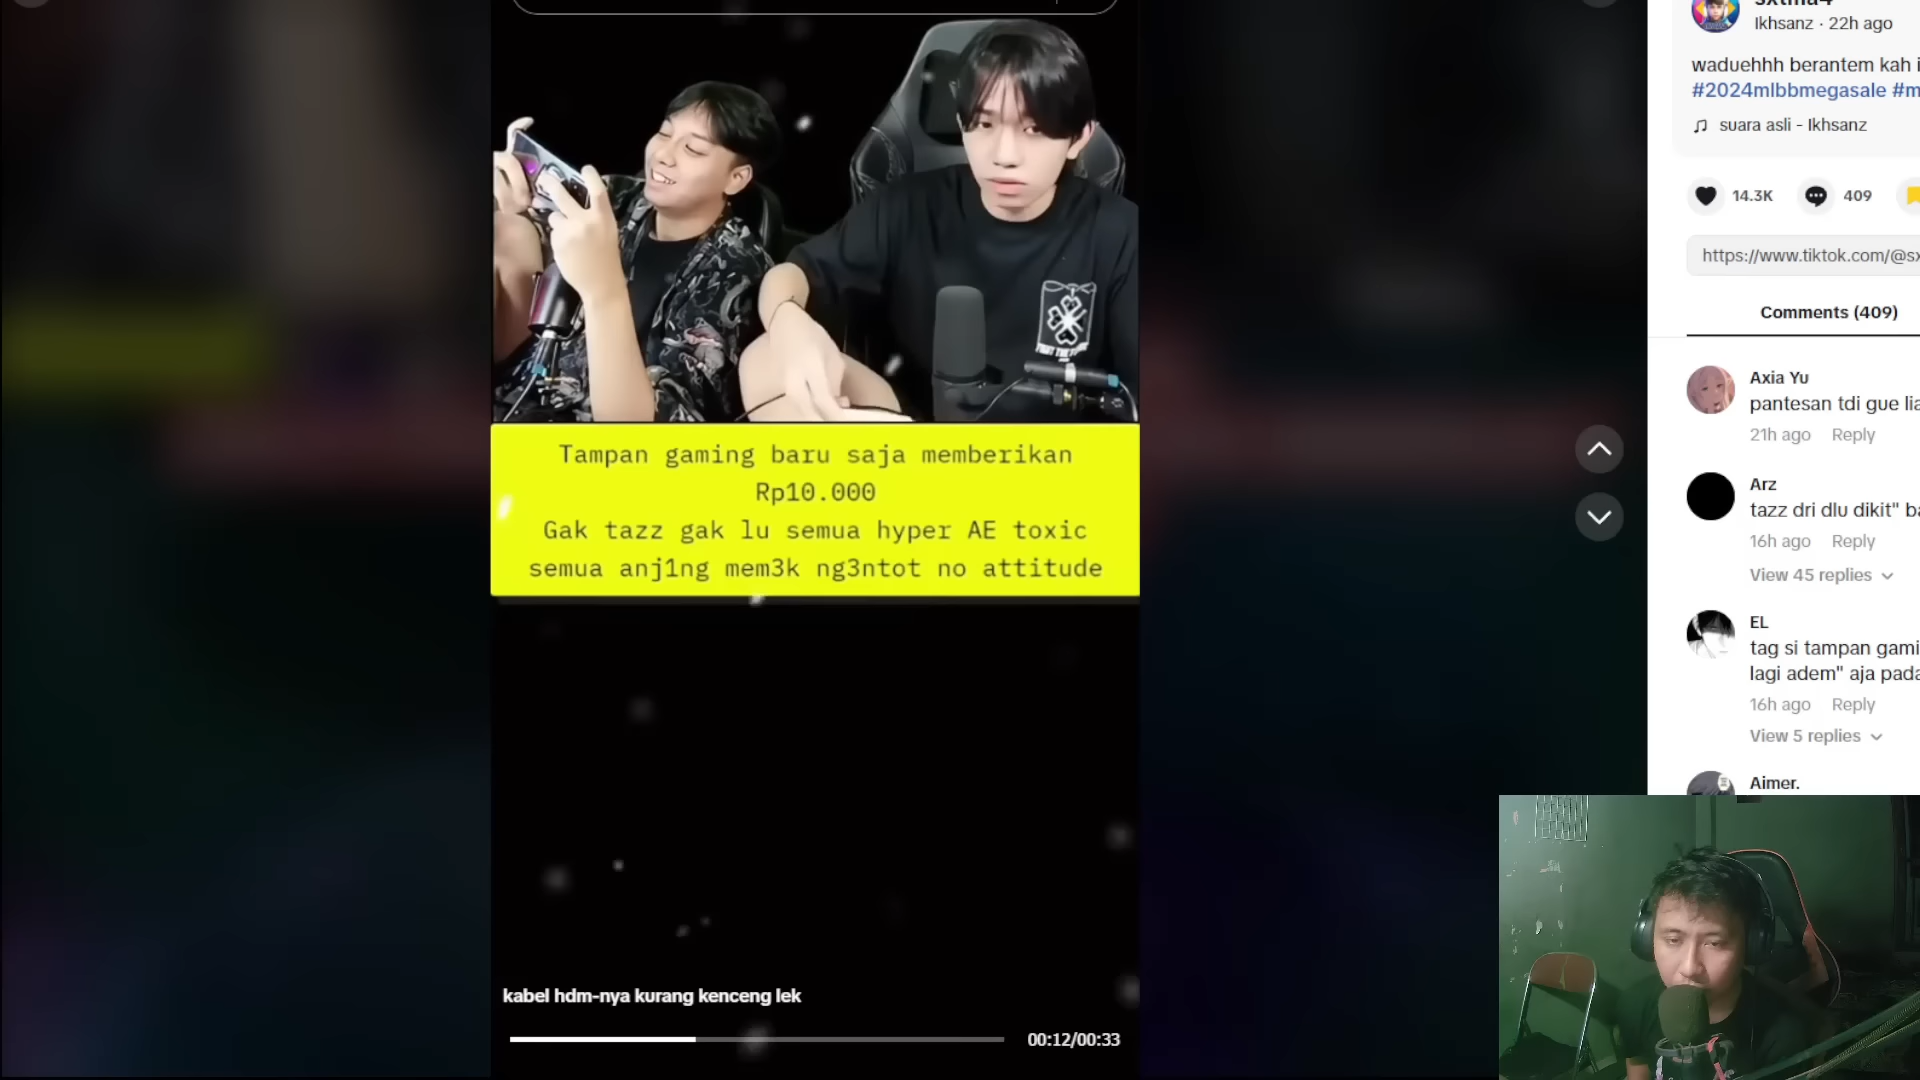 Ikhsanz · 22h ago
waduehhh berantem kah
#2024mlbbmegasale
suara asli - Ikhsanz
14.3K
409
https://www.tiktok.com/@sx
Comments (409)
Axia Yu
pantesan tdi gue
21h ago Reply
Arz
tazz dri dlu dikit"
16h ago Reply
View 45 replies
EL
tag si tampan
lagi adem" aja
16h ago Reply
View 5 replies
Aimer.
Tampan gaming baru saja memberikan
Rp10.000
Gak tazz gak lu semua hyper AE toxic
semua anj1ng mem3k ng3ntot no attitude
kabel hdm-nya kurang kenceng lek
00:12/00:33